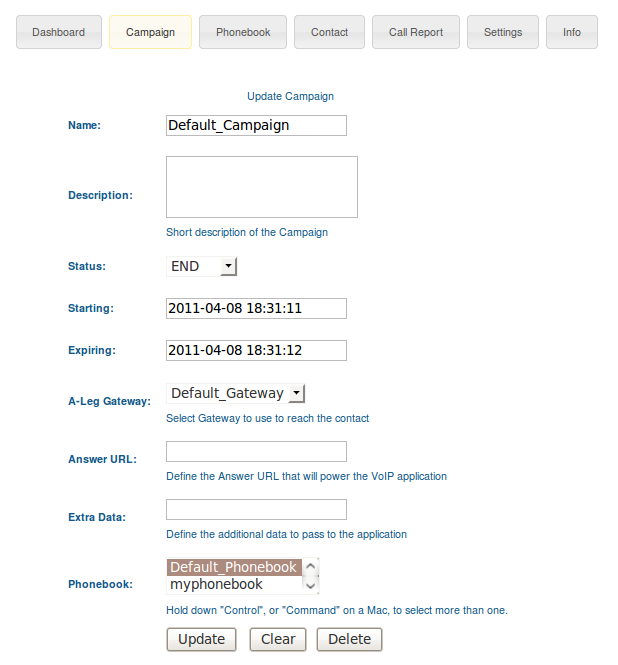 Dashboard Campaign Phonebook Contact Call Report Settings Info
Update Campaign
Name: Default_Campaign
Description:
Short description of the Campaign
Status: END
Starting: 2011-04-08 18:31:11
Expiring: 2011-04-08 18:31:12
A-Leg Gateway: Default_Gateway
Select Gateway to use to reach the contact
Answer URL:
Define the Answer URL that will power the VoIP application
Extra Data:
Define the additional data to pass to the application
Phonebook: Default_Phonebook
myphonebook
Hold down "Control", or "Command" on a Mac, to select more than one.
Update Clear Delete